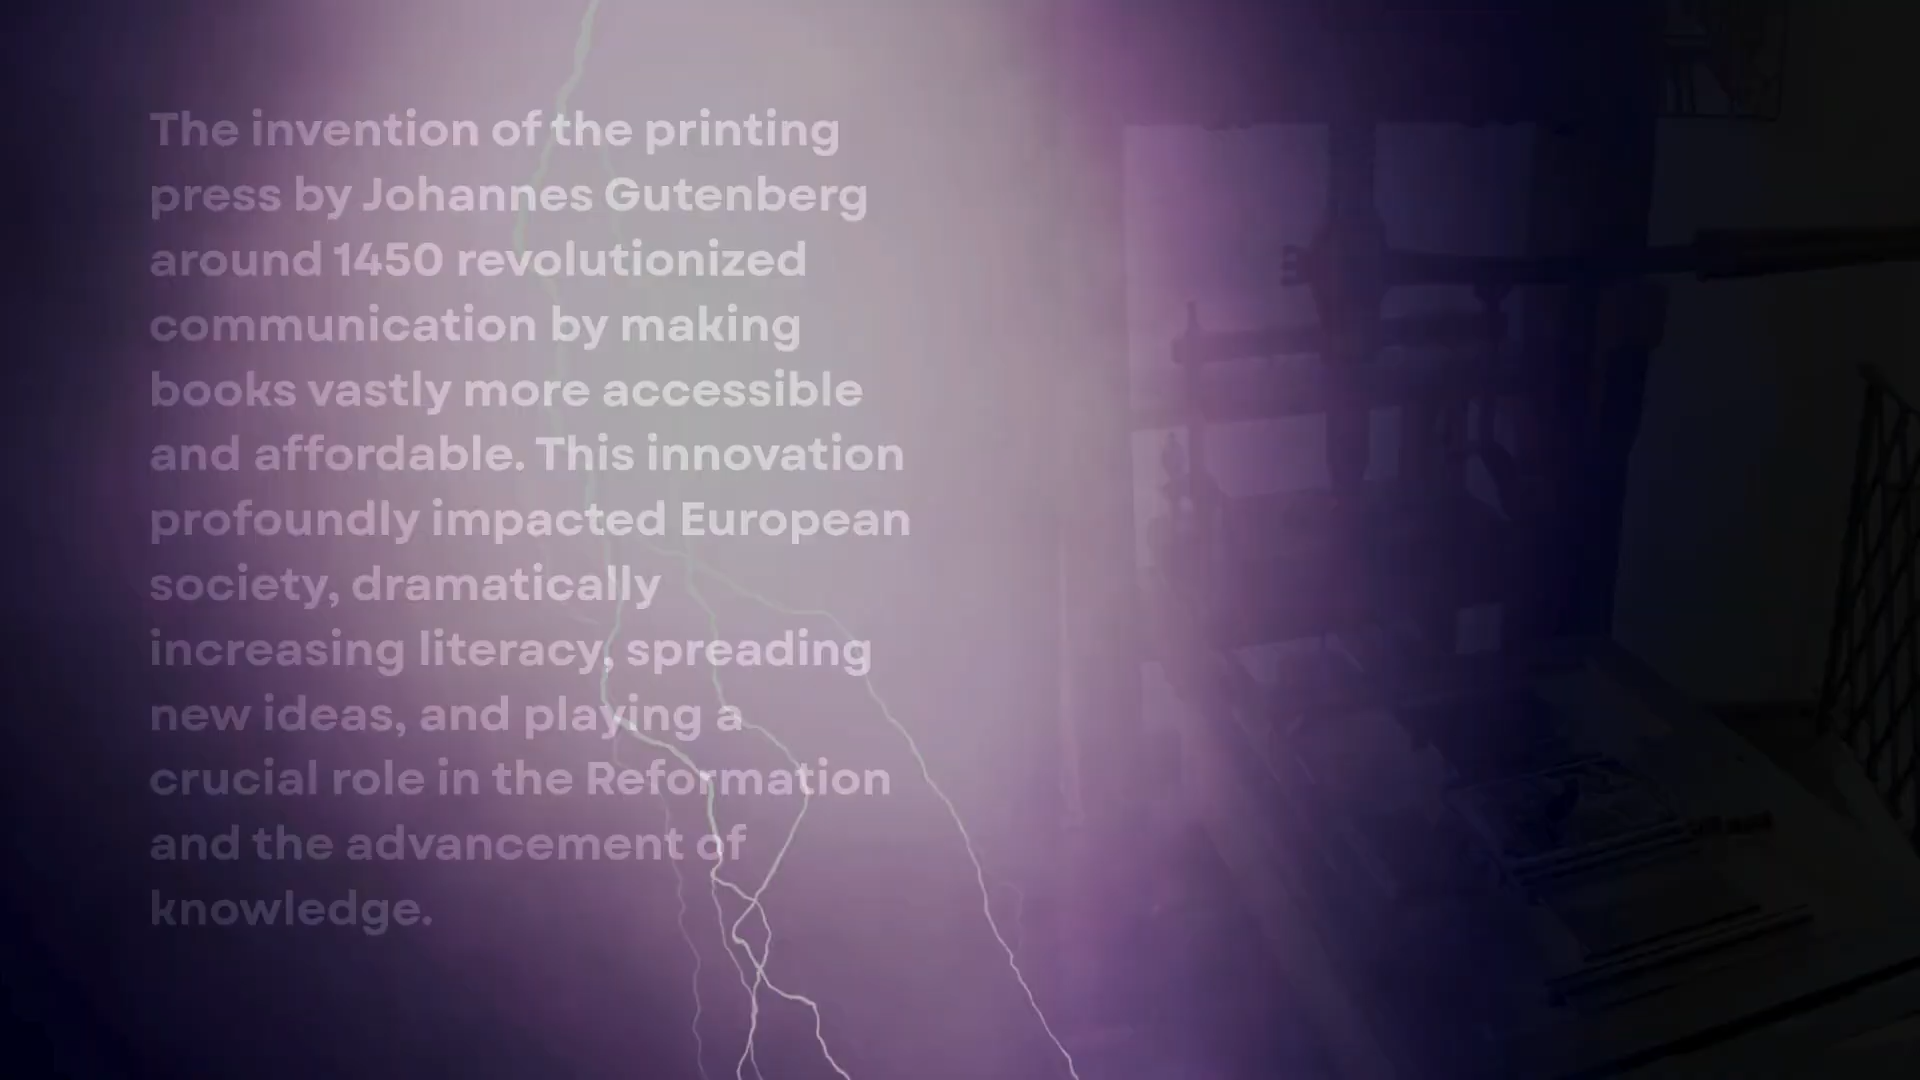 The invention of the printing
press by Johannes Gutenberg
around 1450 revolutionized
communication by making
books vastly more accessible
and affordable. This innovation
profoundly impacted European
society, dramatically
increasing literacy, spreading
new ideas, and playing a
crucial role in the Reformation
and the advancement of
knowledge.